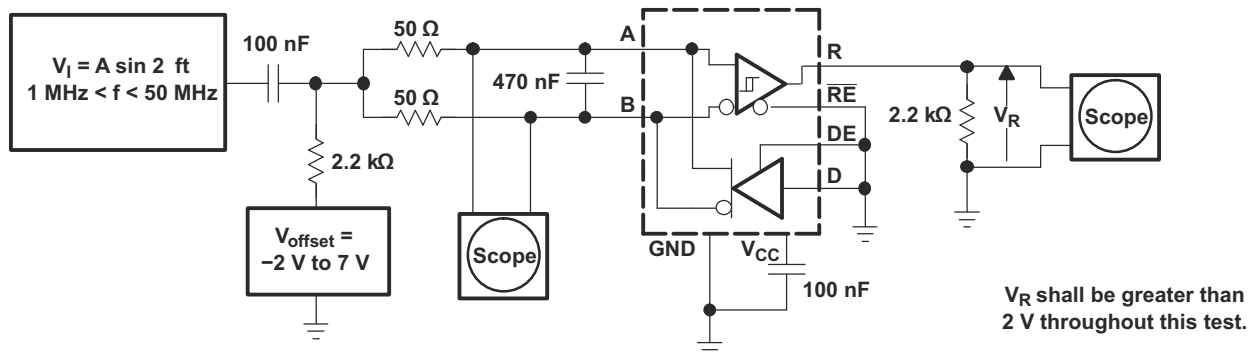 V_I = A sin 2 ft
1 MHz < f < 50 MHz
100 nF
50 Ω
50 Ω
2.2 kΩ
V_offset =
−2 V to 7 V
Scope
470 nF
A
B
GND
V_CC
100 nF
R
R̅E̅
DE
D
2.2 kΩ
V_R
Scope
V_R shall be greater than
2 V throughout this test.